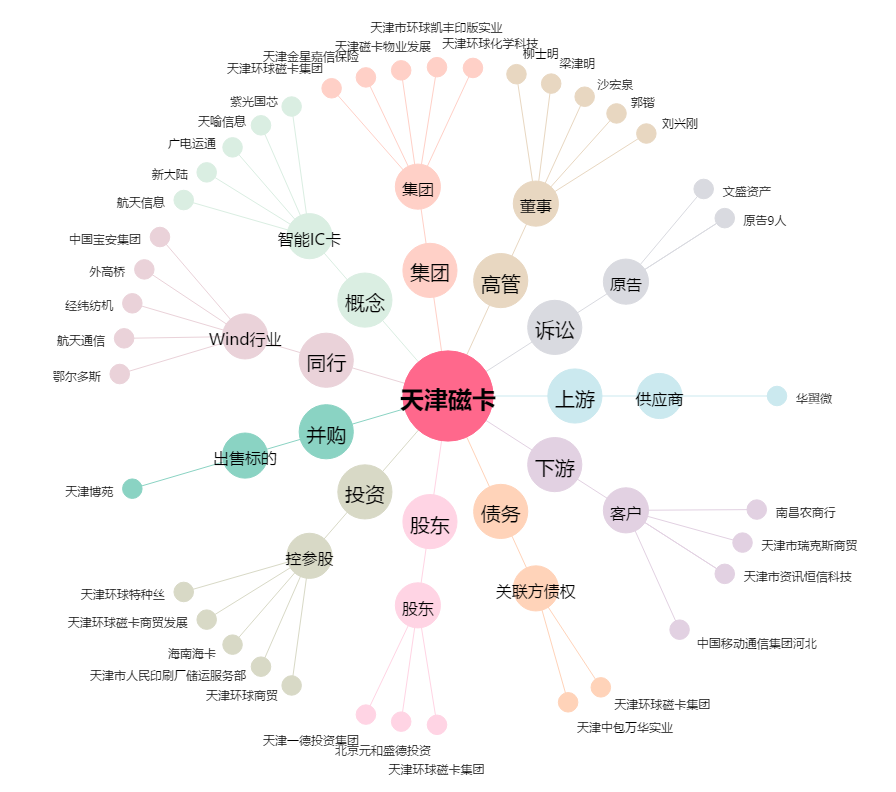 天津市环球凯丰印版实业
天津磁卡物业发展
天津环球化学科技
天津金星嘉信保险
天津环球磁卡集团
柳士明
梁津明
沙宏泉
郭锴
刘兴刚
紫光国芯
天喻信息
广电运通
新大陆
航天信息
集团
董事
文盛资产
原告9人
智能IC卡
集团
高管
原告
中国宝安集团
外高桥
经纬纺机
航天通信
鄂尔多斯
概念
诉讼
Wind行业
同行
天津磁卡
上游
供应商
华虿微
并购
出售标的
天津博苑
下游
客户
南昌农商行
天津市瑞克斯商贸
天津市资讯恒信科技
中国移动通信集团河北
投资
股东
债务
控参股
关联方债权
股东
天津环球特种丝
天津环球磁卡商贸发展
海南海卡
天津市人民印刷厂储运服务部
天津环球商贸
天津环球磁卡集团
天津中包万华实业
天津一德投资集团
北京元和盛德投资
天津环球磁卡集团